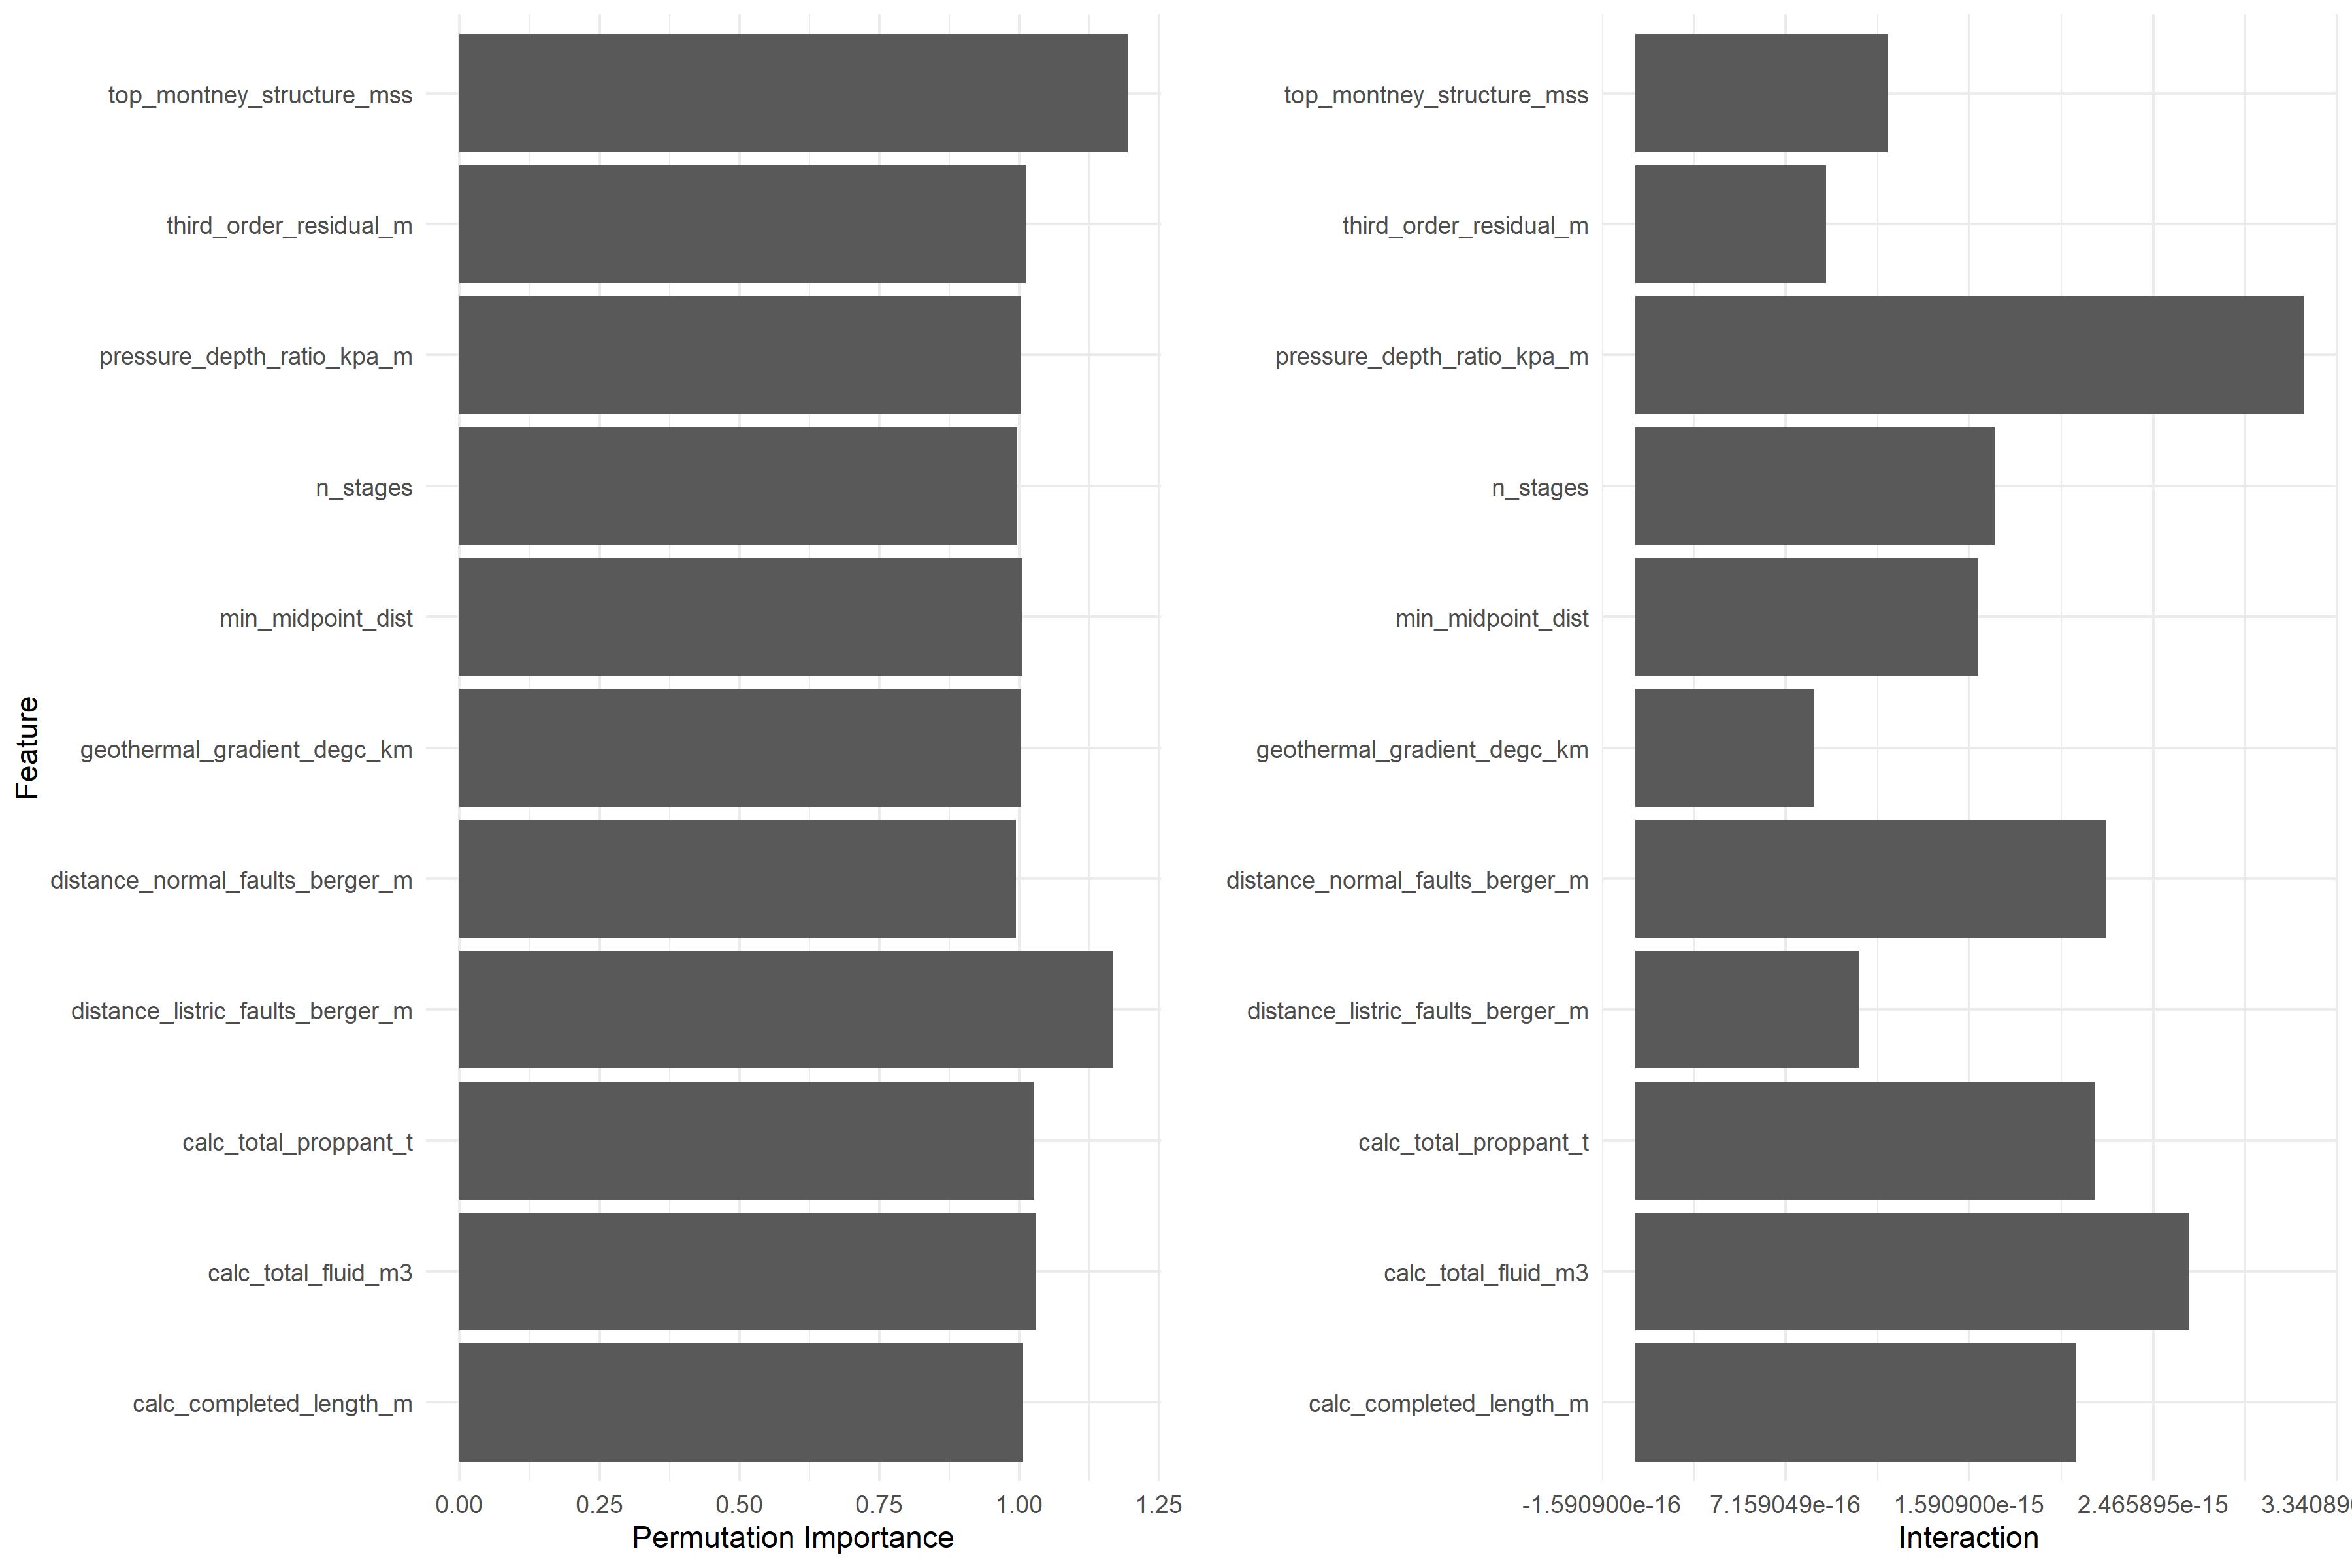 Feature
top_montney_structure_mss
third_order_residual_m
pressure_depth_ratio_kpa_m
n_stages
min_midpoint_dist
geothermal_gradient_degc_km
distance_normal_faults_berger_m
distance_listric_faults_berger_m
calc_total_proppant_t
calc_total_fluid_m3
calc_completed_length_m
0.00 0.25 0.50 0.75 1.00 1.25
Permutation Importance
top_montney_structure_mss
third_order_residual_m
pressure_depth_ratio_kpa_m
n_stages
min_midpoint_dist
geothermal_gradient_degc_km
distance_normal_faults_berger_m
distance_listric_faults_berger_m
calc_total_proppant_t
calc_total_fluid_m3
calc_completed_length_m
-1.590900e-16 7.159049e-16 1.590900e-15 2.465895e-15
Interaction